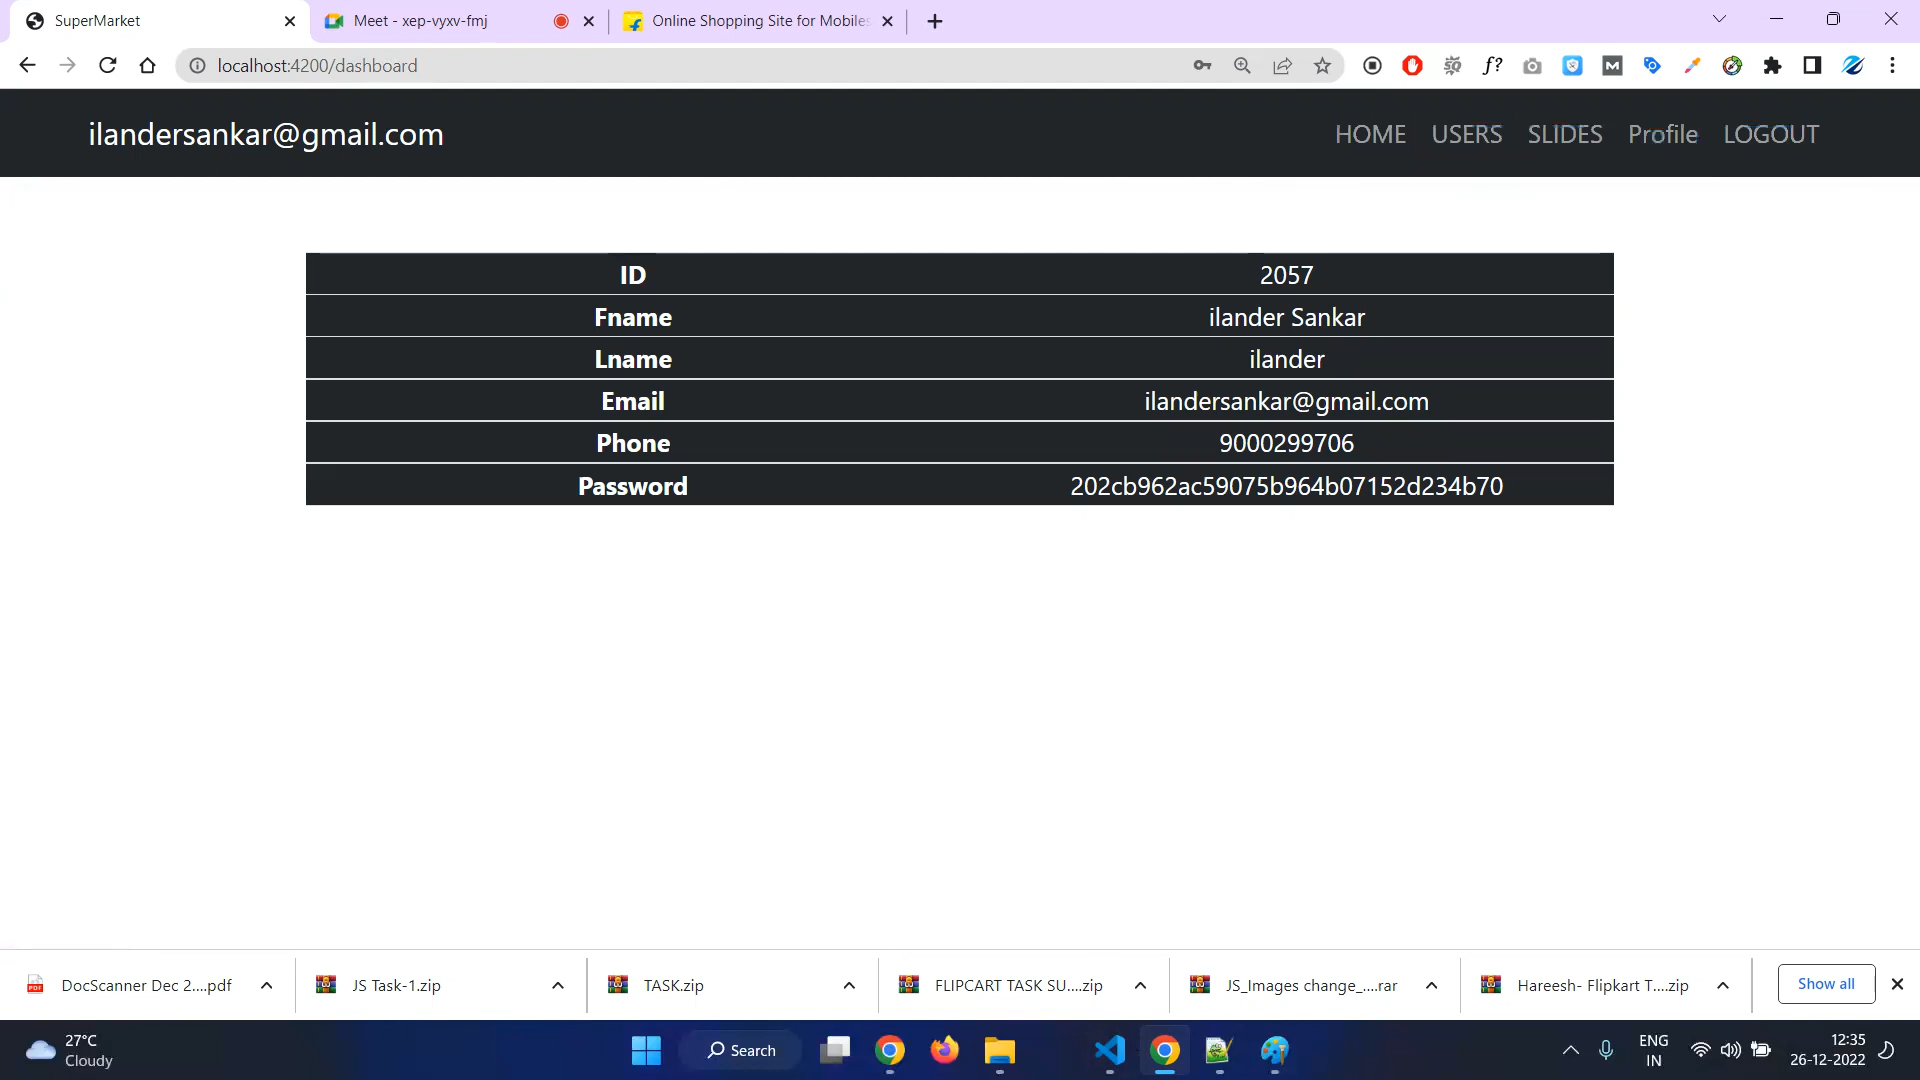 SuperMarket
Meet - xep-vyxv-fmj
Online Shopping Site for Mobiles
localhost:4200/dashboard
ilandersankar@gmail.com
HOME USERS SLIDES Profile LOGOUT
ID 2057
Fname ilander Sankar
Lname ilander
Email ilandersankar@gmail.com
Phone 9000299706
Password 202cb962ac59075b964b07152d234b70
DocScanner Dec 2....pdf
JS Task-1.zip
TASK.zip
FLIPCART TASK SU....zip
JS_Images change_....rar
Hareesh- Flipkart T....zip
Show all
27°C
Cloudy
Search
ENG
IN
12:35
26-12-2022